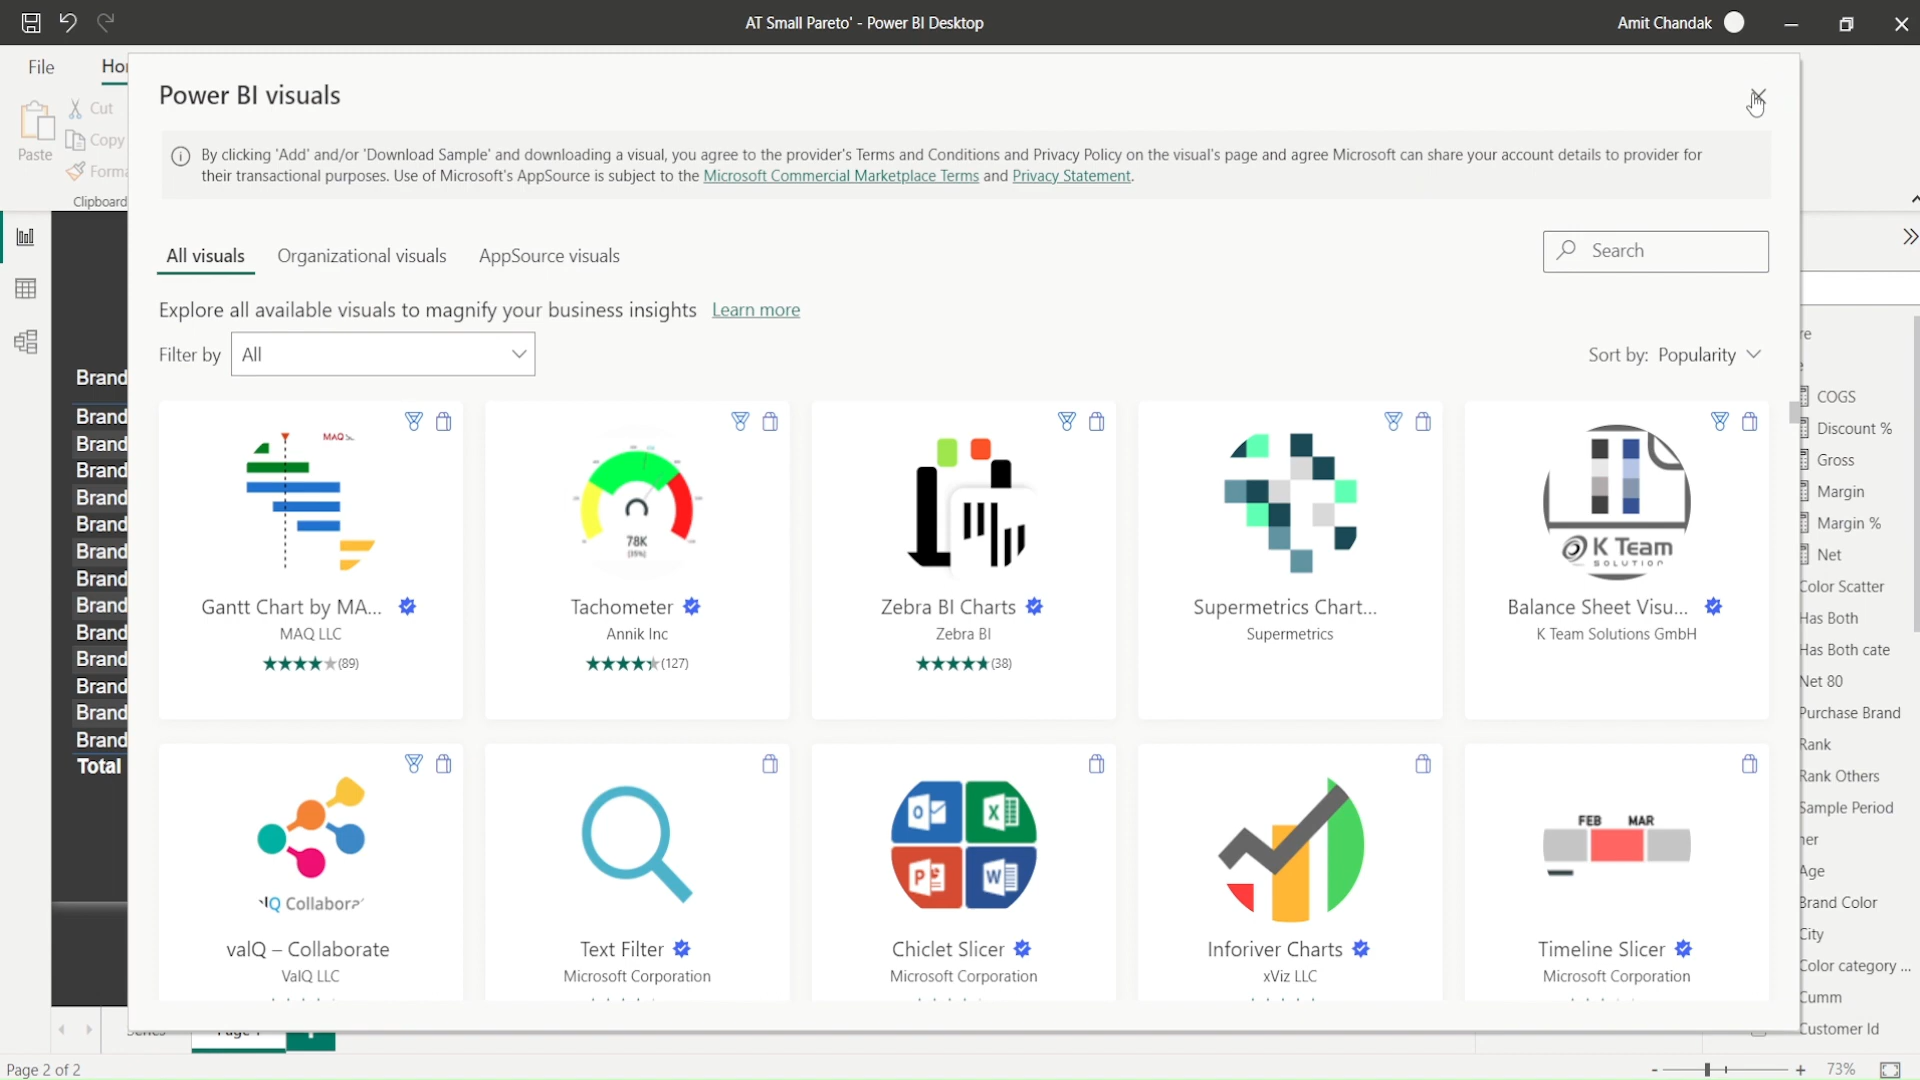 AT Small Pareto' - Power BI Desktop
Amit Chandak
File
Paste
Cut
Copy
Clipboard
Power BI visuals
By clicking 'Add' and/or 'Download Sample' and downloading a visual, you agree to the provider's Terms and Conditions and Privacy Policy on the visual's page and agree Microsoft can share your account details to provider for
their transactional purposes. Use of Microsoft's AppSource is subject to the Microsoft Commercial Marketplace Terms and Privacy Statement.
All visuals
Organizational visuals
AppSource visuals
Search
Explore all available visuals to magnify your business insights Learn more
Filter by
All
Sort by: Popularity
Brand
Brand
Brand
Brand
Brand
Brand
Brand
Brand
Brand
Brand
Brand
Brand
Brand
Brand
Total
MAQ
Gantt Chart by MA...
MAQ LLC
(89)
78K
(35%)
Tachometer
Annik Inc
(127)
Zebra BI Charts
Zebra BI
(38)
Supermetrics Chart...
Supermetrics
K Team
SOLUTION
Balance Sheet Visu...
K Team Solutions GmbH
IQ Collabora
valQ – Collaborate
ValQ LLC
Text Filter
Microsoft Corporation
Chiclet Slicer
Microsoft Corporation
Inforiver Charts
xViz LLC
FEB MAR
Timeline Slicer
Microsoft Corporation
COGS
Discount %
Gross
Margin
Margin %
Net
Color Scatter
Has Both
Has Both cate
Net 80
Purchase Brand
Rank
Rank Others
Sample Period
Age
Brand Color
City
Color category ...
Cumm
Customer Id
Page 2 of 2
73%